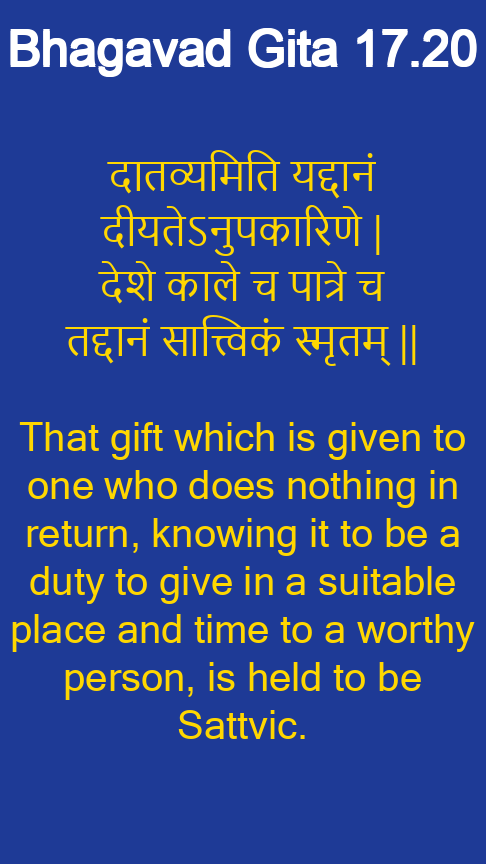 Bhagavad Gita 17.20
दातव्यमिति यद्दानं
दीयतेऽनुपकारिणे |
देशे काले च पात्रे च
तद्दानं सात्त्विकं स्मृतम् ||
That gift which is given to
one who does nothing in
return, knowing it to be a
duty to give in a suitable
place and time to a worthy
person, is held to be
Sattvic.